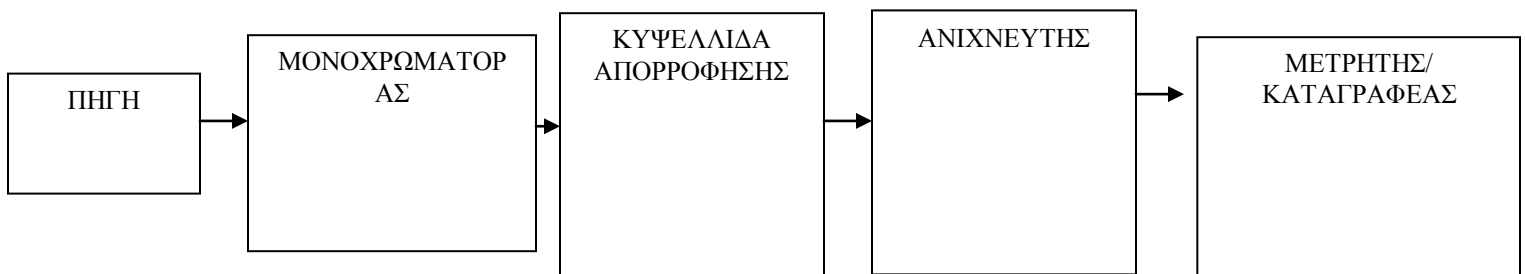 ΠΗΓΗ
ΜΟΝΟΧΡΩΜΑΤΟΡ
ΑΣ
ΚΥΨΕΛΛΙΔΑ
ΑΠΟΡΡΟΦΗΣΗΣ
ΑΝΙΧΝΕΥΤΗΣ
ΜΕΤΡΗΤΗΣ/
ΚΑΤΑΓΡΑΦΕΑΣ